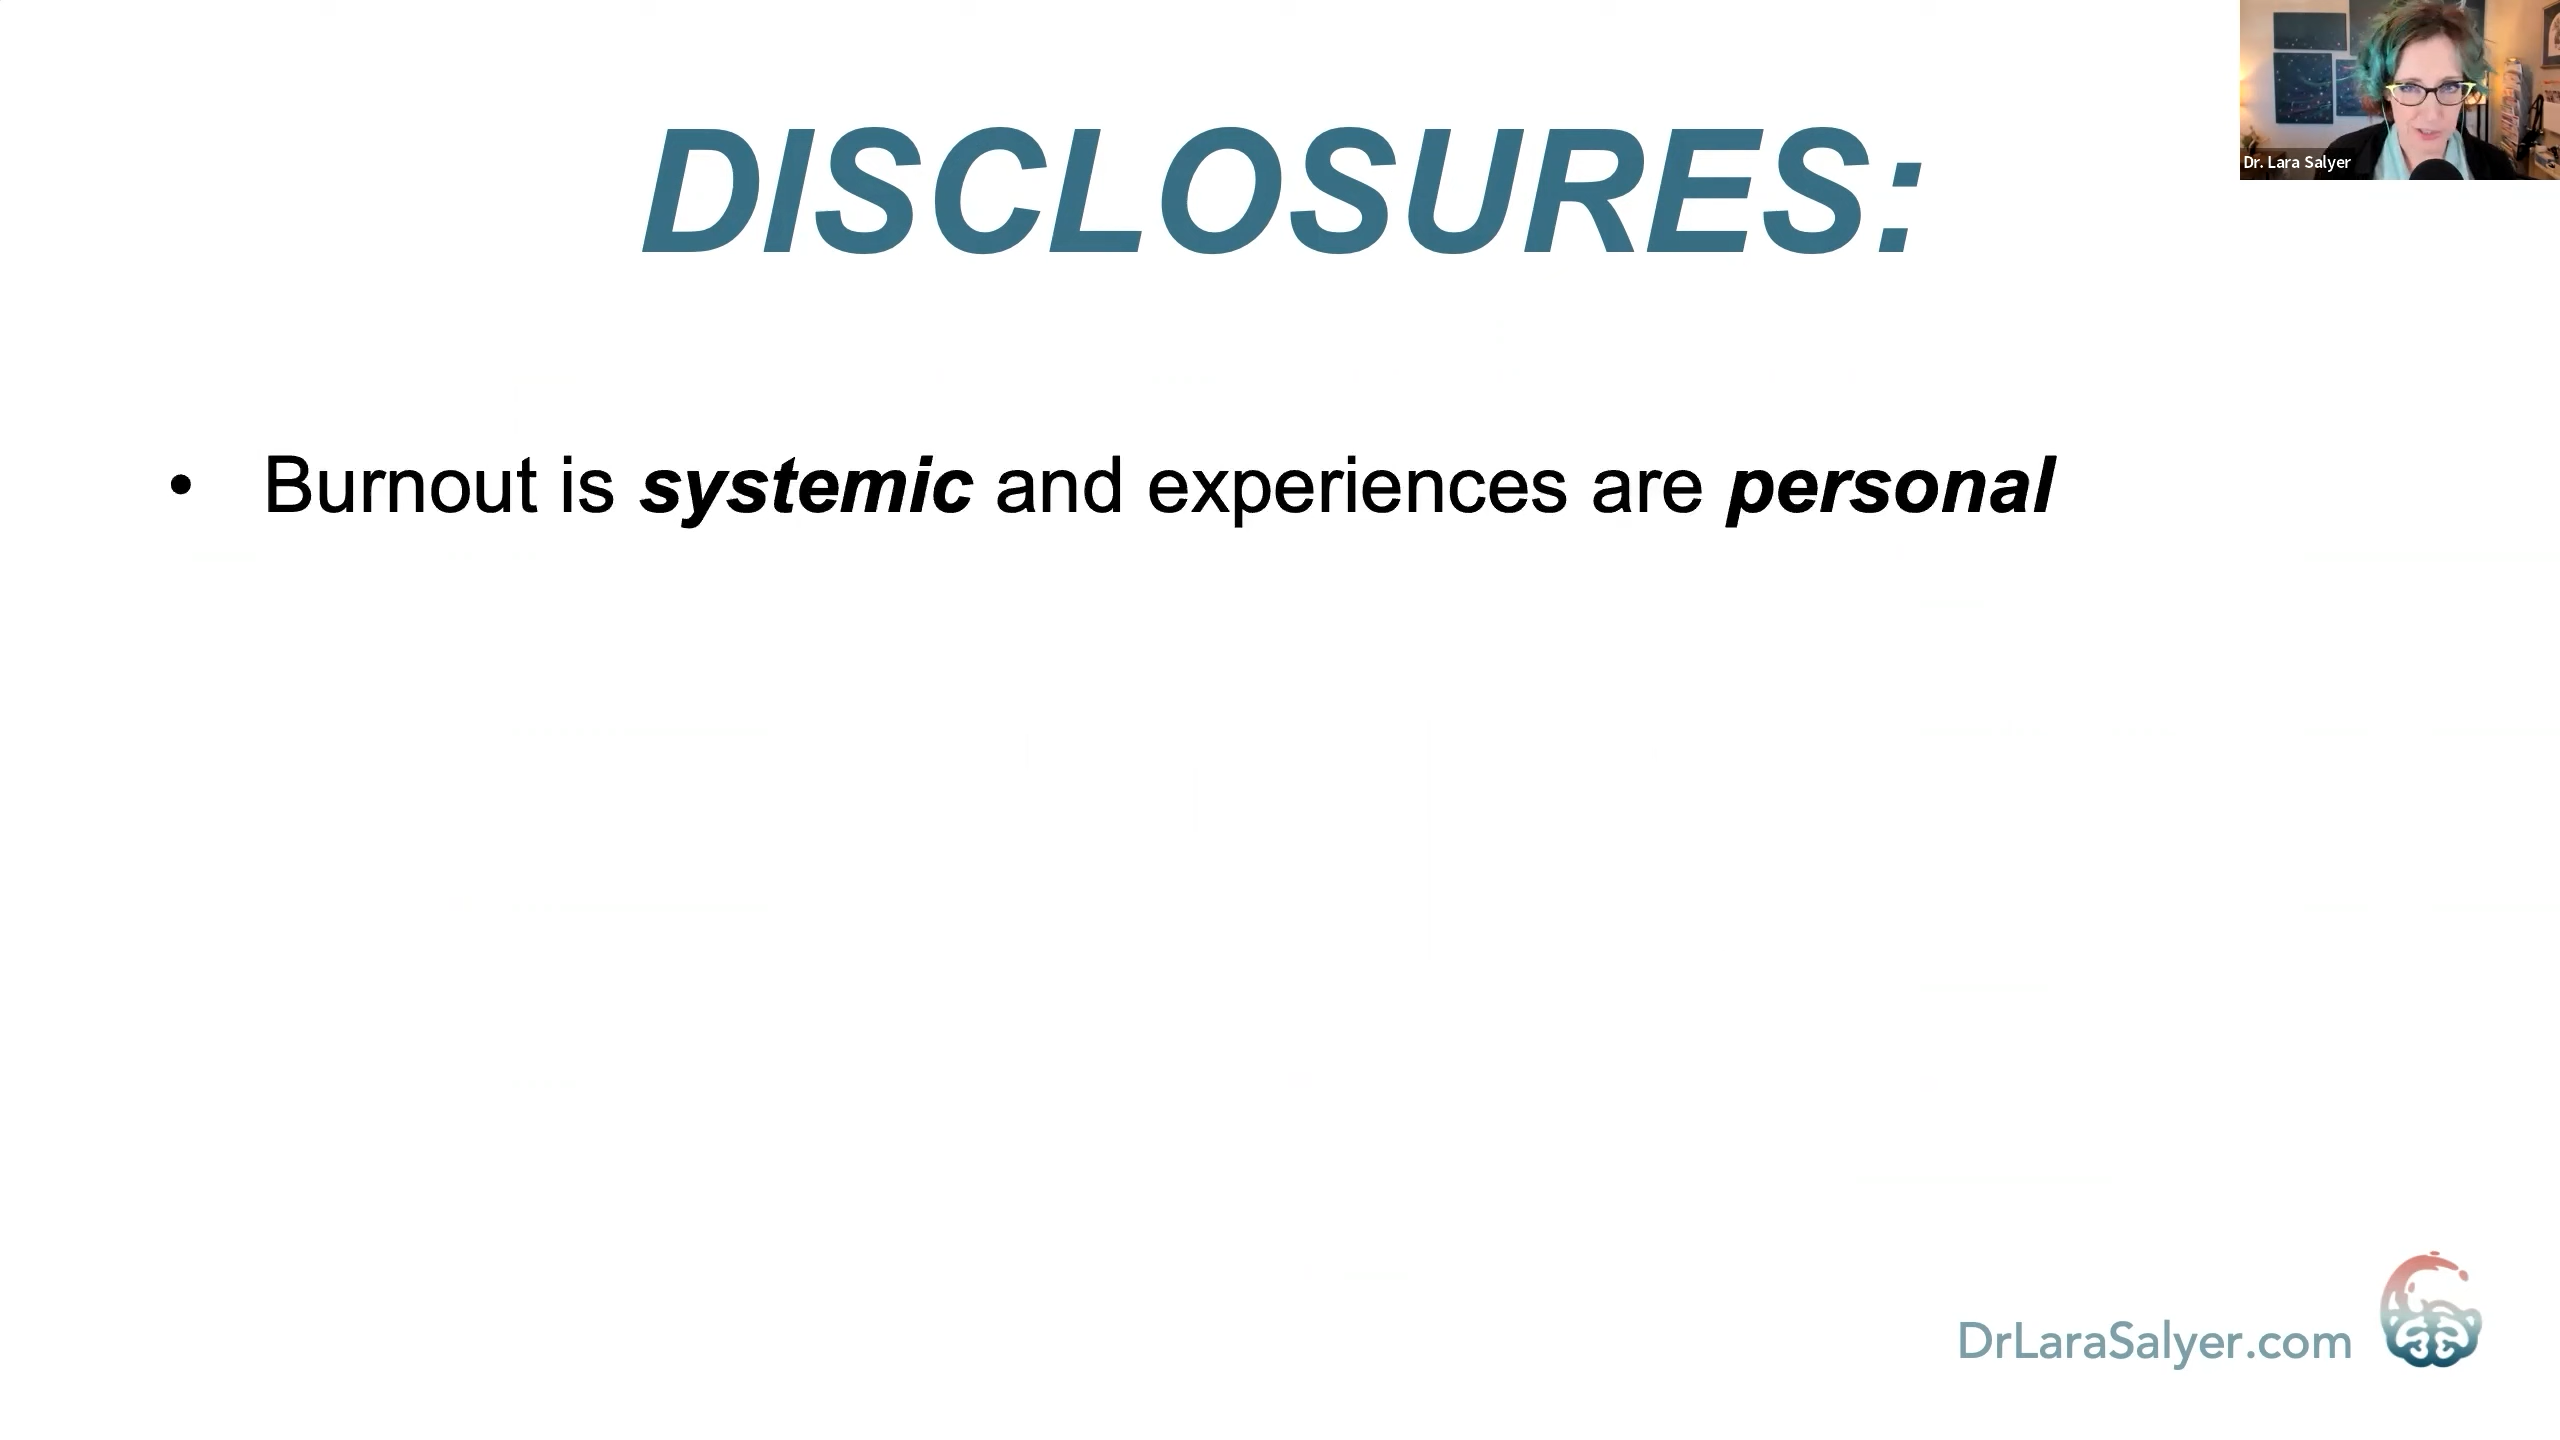 DISCLOSURES:
Dr. Lara Salyer
• Burnout is systemic and experiences are personal
DrLaraSalyer.com